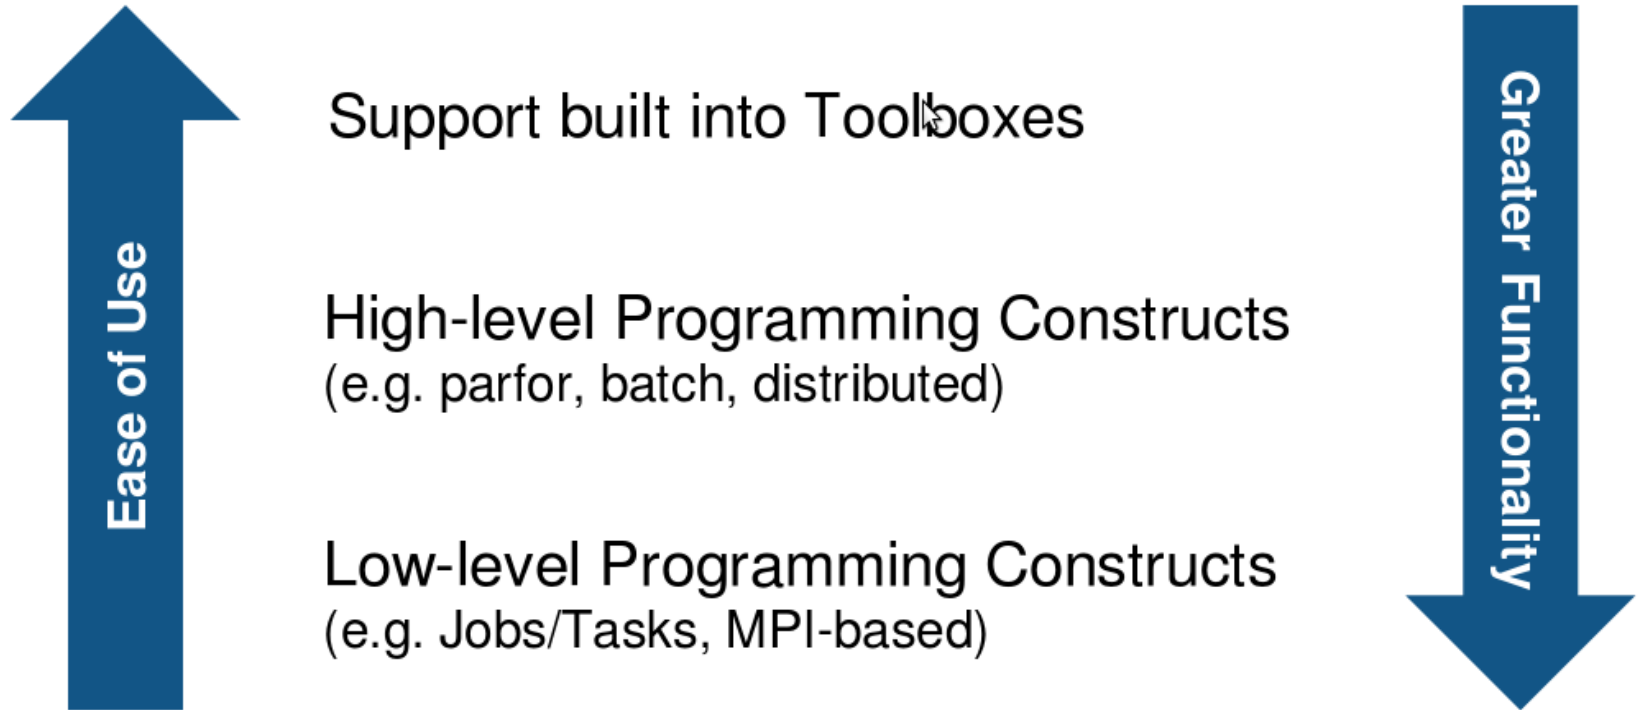 Ease of Use
Support built into Toolboxes
High-level Programming Constructs
(e.g. parfor, batch, distributed)
Low-level Programming Constructs
(e.g. Jobs/Tasks, MPI-based)
Greater Functionality